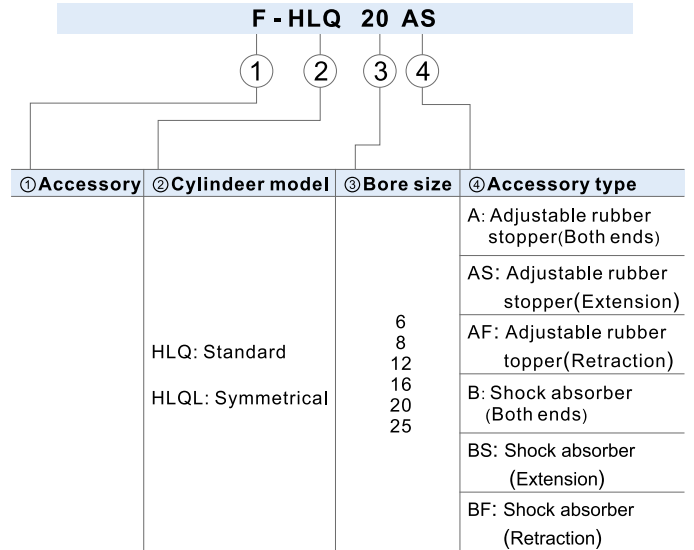 F - HLQ 20 AS
1 2 3 4
①Accessory ②Cylindeer model ③Bore size ④Accessory type
HLQ: Standard
HLQL: Symmetrical
6
8
12
16
20
25
A: Adjustable rubber
stopper(Both ends)
AS: Adjustable rubber
stopper(Extension)
AF: Adjustable rubber
topper(Retraction)
B: Shock absorber
(Both ends)
BS: Shock absorber
(Extension)
BF: Shock absorber
(Retraction)